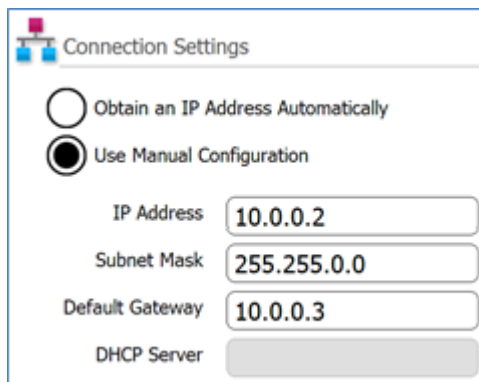 Connection Settings
Obtain an IP Address Automatically
Use Manual Configuration
IP Address 10.0.0.2
Subnet Mask 255.255.0.0
Default Gateway 10.0.0.3
DHCP Server